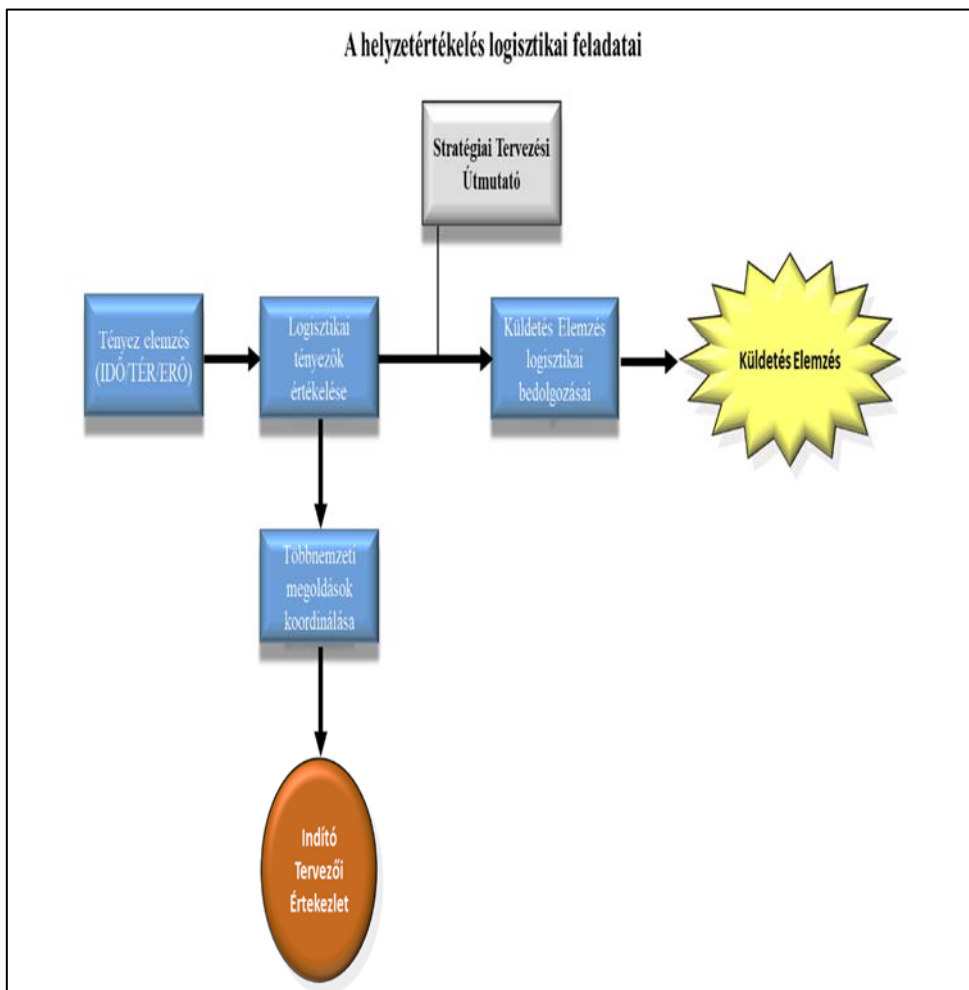 A helyzetértékelés logisztikai feladatai
Stratégiai Tervezési
Útmutató
Tényez elemzés
(IDŐ/TÉR/ERŐ)
Logisztikai
tényezők
értékelése
Küldetés Elemzés
logisztikai
bedolgozásai
Küldetés Elemzés
Többnemzeti
megoldások
koordinálása
Indító
Tervezői
Értekezlet